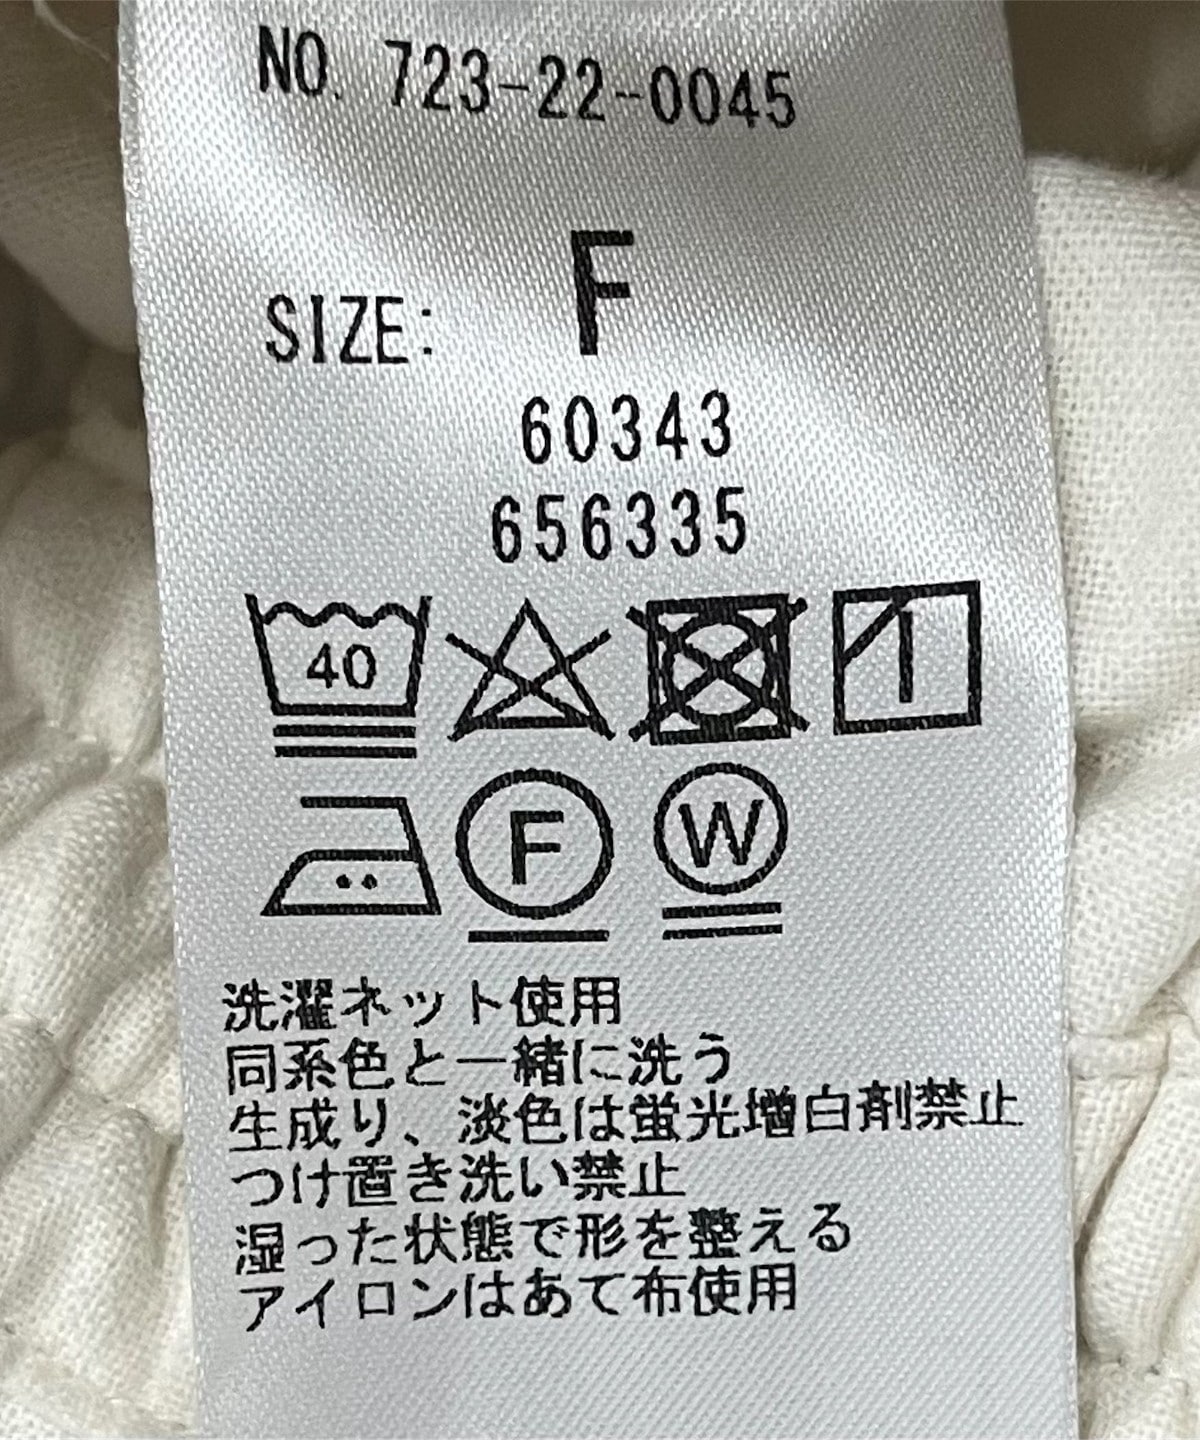 NO. 723-22-0045
SIZE: F
60343
656335
40
F W
洗濯ネット使用
同系色と一緒に洗う
生成り、淡色は蛍光増白剤禁止
つけ置き洗い禁止
湿った状態で形を整える
アイロンはあて布使用